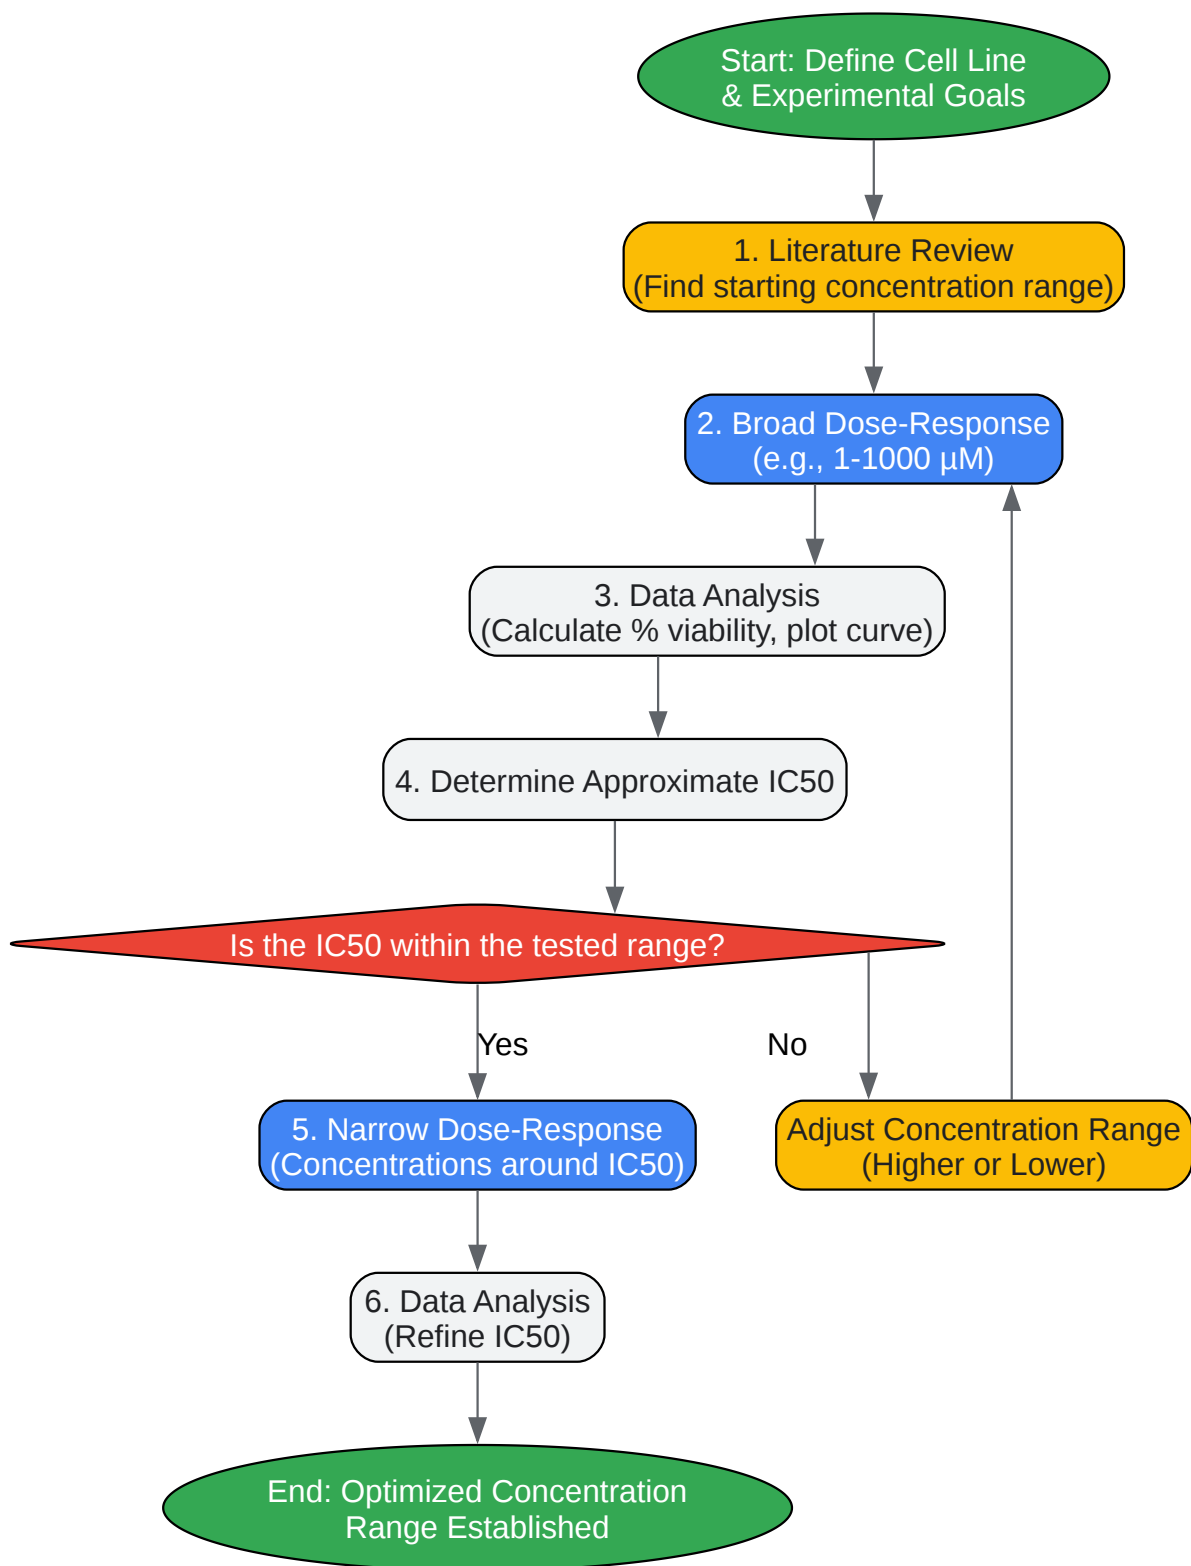 Start: Define Cell Line
& Experimental Goals
1. Literature Review
(Find starting concentration range)
2. Broad Dose-Response
(e.g., 1-1000 µM)
3. Data Analysis
(Calculate % viability, plot curve)
4. Determine Approximate IC50
Is the IC50 within the tested range?
Yes
No
5. Narrow Dose-Response
(Concentrations around IC50)
Adjust Concentration Range
(Higher or Lower)
6. Data Analysis
(Refine IC50)
End: Optimized Concentration
Range Established